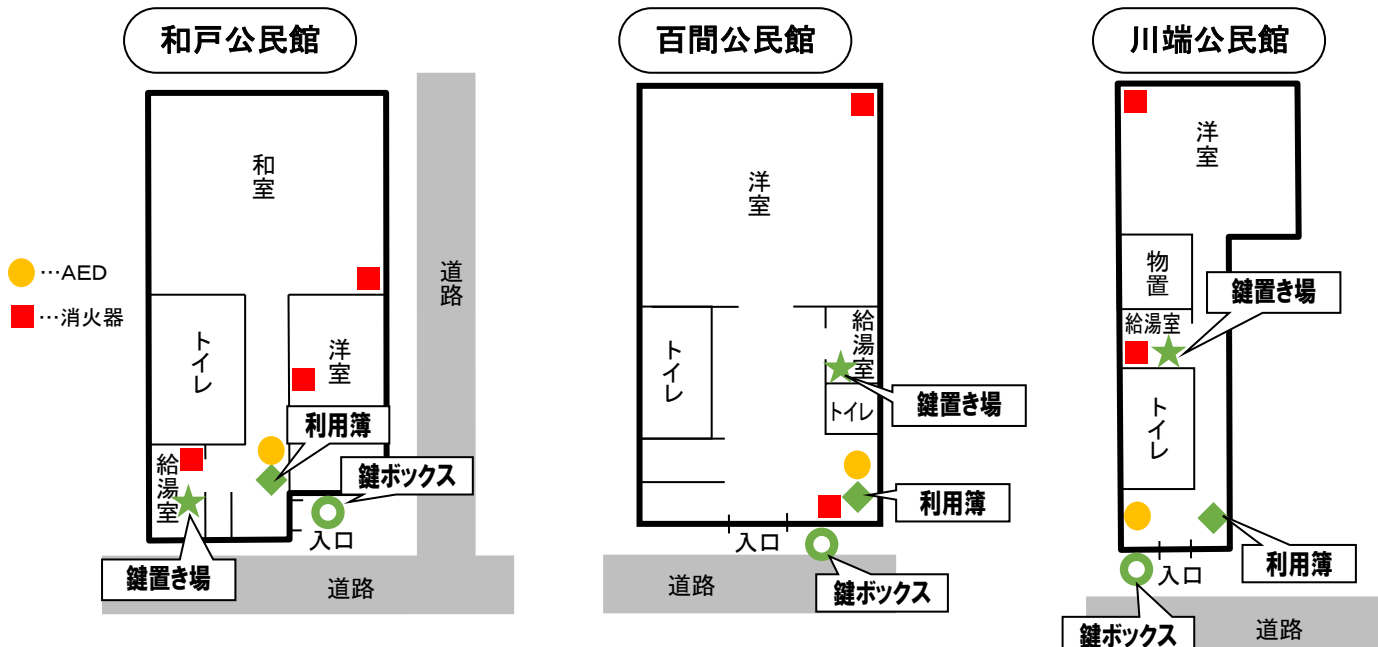 和戸公民館
和室
道路
トイレ
洋室
利用簿
鍵ボックス
給湯室
入口
鍵置き場
道路
…AED
…消火器
百間公民館
洋室
トイレ
給湯室
鍵置き場
トイレ
利用簿
入口
道路
鍵ボックス
川端公民館
洋室
物置
鍵置き場
給湯室
トイレ
利用簿
入口
鍵ボックス
道路